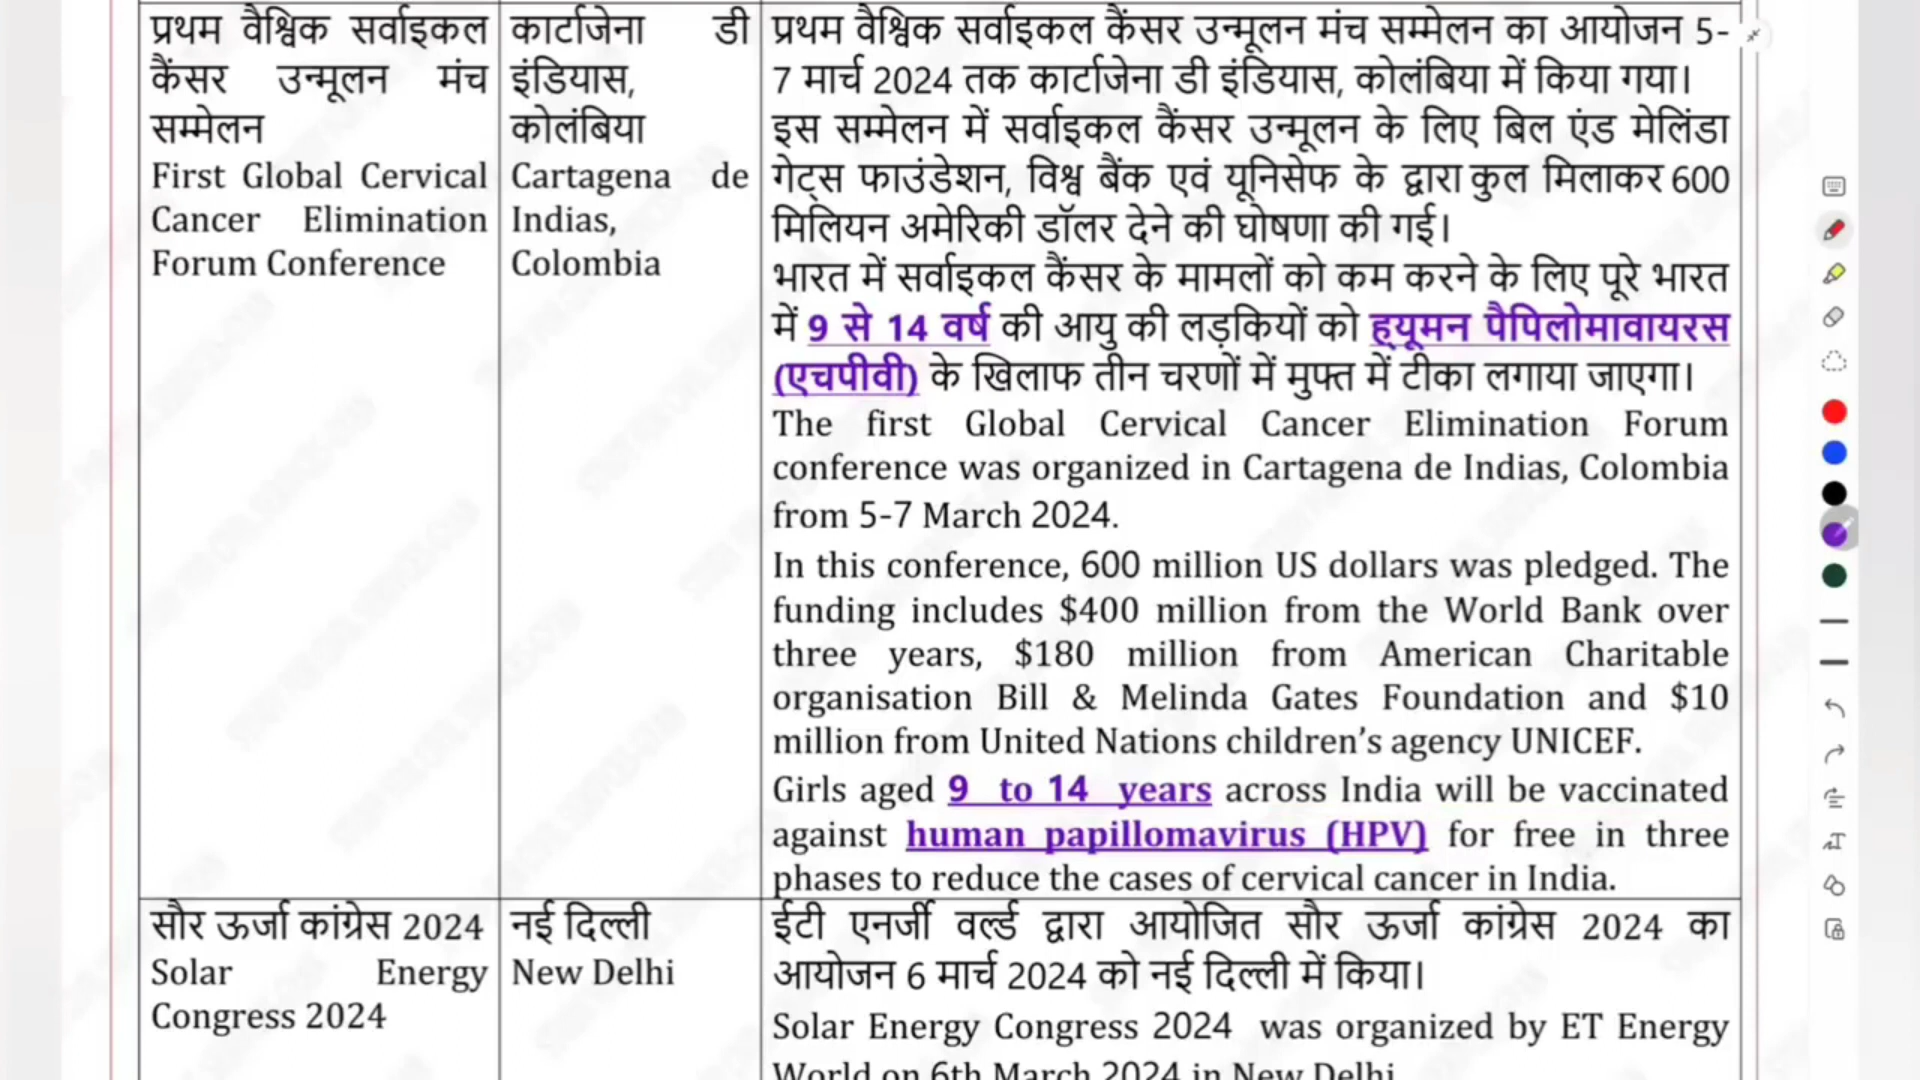 प्रथम वैश्विक सर्वाइकल
कैंसर उन्मूलन मंच
सम्मेलन
First Global Cervical
Cancer Elimination
Forum Conference
कार्टाजेना डी
इंडियास,
कोलंबिया
Cartagena de
Indias,
Colombia
प्रथम वैश्विक सर्वाइकल कैंसर उन्मूलन मंच सम्मेलन का आयोजन 5-
7 मार्च 2024 तक कार्टाजेना डी इंडियास, कोलंबिया में किया गया।
इस सम्मेलन में सर्वाइकल कैंसर उन्मूलन के लिए बिल एंड मेलिंडा
गेट्स फाउंडेशन, विश्व बैंक एवं यूनिसेफ के द्वारा कुल मिलाकर 600
मिलियन अमेरिकी डॉलर देने की घोषणा की गई।
भारत में सर्वाइकल कैंसर के मामलों को कम करने के लिए पूरे भारत
में 9 से 14 वर्ष की आयु की लड़कियों को ह्यूमन पैपिलोमावायरस
(एचपीवी) के खिलाफ तीन चरणों में मुफ्त में टीका लगाया जाएगा।
The first Global Cervical Cancer Elimination Forum
conference was organized in Cartagena de Indias, Colombia
from 5-7 March 2024.
In this conference, 600 million US dollars was pledged. The
funding includes $400 million from the World Bank over
three years, $180 million from American Charitable
organisation Bill & Melinda Gates Foundation and $10
million from United Nations children's agency UNICEF.
Girls aged 9 to 14 years across India will be vaccinated
against human papillomavirus (HPV) for free in three
phases to reduce the cases of cervical cancer in India.
सौर ऊर्जा कांग्रेस 2024
Solar Energy
Congress 2024
नई दिल्ली
New Delhi
ईटी एनर्जी वर्ल्ड द्वारा आयोजित सौर ऊर्जा कांग्रेस 2024 का
आयोजन 6 मार्च 2024 को नई दिल्ली में किया।
Solar Energy Congress 2024 was organized by ET Energy
World on 6th March 2024 in New Delhi